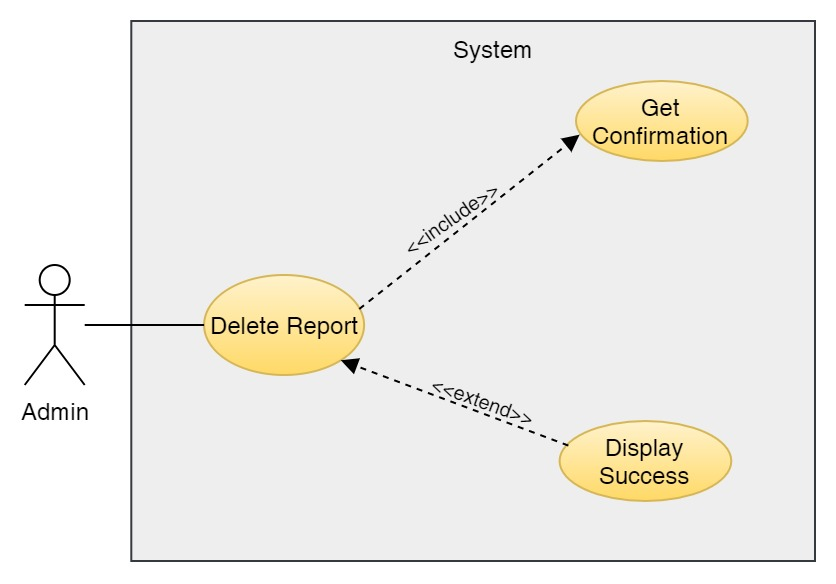 System
Get
Confirmation
<<include>>
Delete Report
<<extend>>
Admin
Display
Success